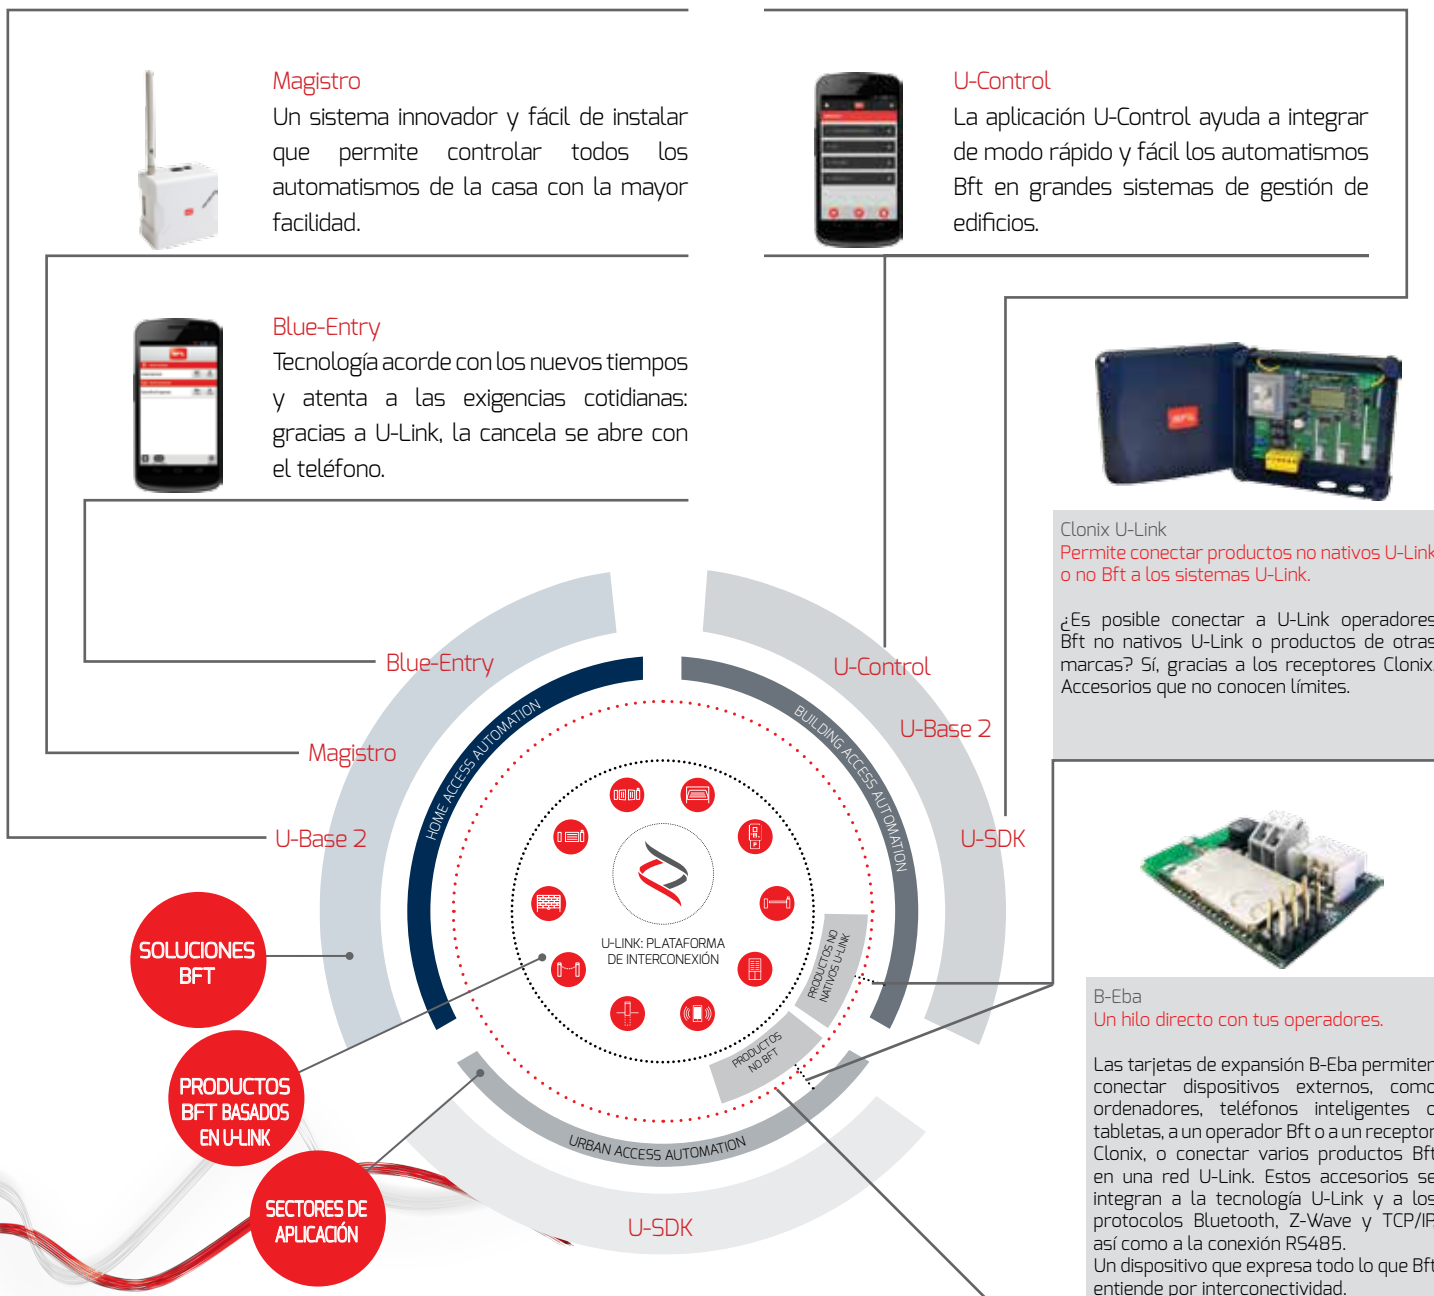 Magistro
Un sistema innovador y fácil de instalar
que permite controlar todos los
automatismos de la casa con la mayor
facilidad.
U-Control
La aplicación U-Control ayuda a integrar
de modo rápido y fácil los automatismos
Bft en grandes sistemas de gestión de
edificios.
Blue-Entry
Tecnología acorde con los nuevos tiempos
y atenta a las exigencias cotidianas:
gracias a U-Link, la cancela se abre con
el teléfono.
Clonix U-Link
Permite conectar productos no nativos U-Link
o no Bft a los sistemas U-Link.
¿Es posible conectar a U-Link operadores
Bft no nativos U-Link o productos de otras
marcas? Sí, gracias a los receptores Clonix.
Accesorios que no conocen límites.
Blue-Entry
Magistro
U-Base 2
U-Control
U-Base 2
U-SDK
HOME ACCESS AUTOMATION
BUILDING ACCESS AUTOMATION
U-LINK: PLATAFORMA
DE INTERCONEXIÓN
PRODUCTOS NO
NATIVOS U-LINK
PRODUCTOS
NO BFT
URBAN ACCESS AUTOMATION
U-SDK
SOLUCIONES
BFT
PRODUCTOS
BFT BASADOS
EN U-LINK
SECTORES DE
APLICACIÓN
B-Eba
Un hilo directo con tus operadores.
Las tarjetas de expansión B-Eba permiten
conectar dispositivos externos, como
ordenadores, teléfonos inteligentes o
tabletas, a un operador Bft o a un receptor
Clonix, o conectar varios productos Bft
en una red U-Link. Estos accesorios se
integran a la tecnología U-Link y a los
protocolos Bluetooth, Z-Wave y TCP/IP,
así como a la conexión RS485.
Un dispositivo que expresa todo lo que Bft
entiende por interconectividad.